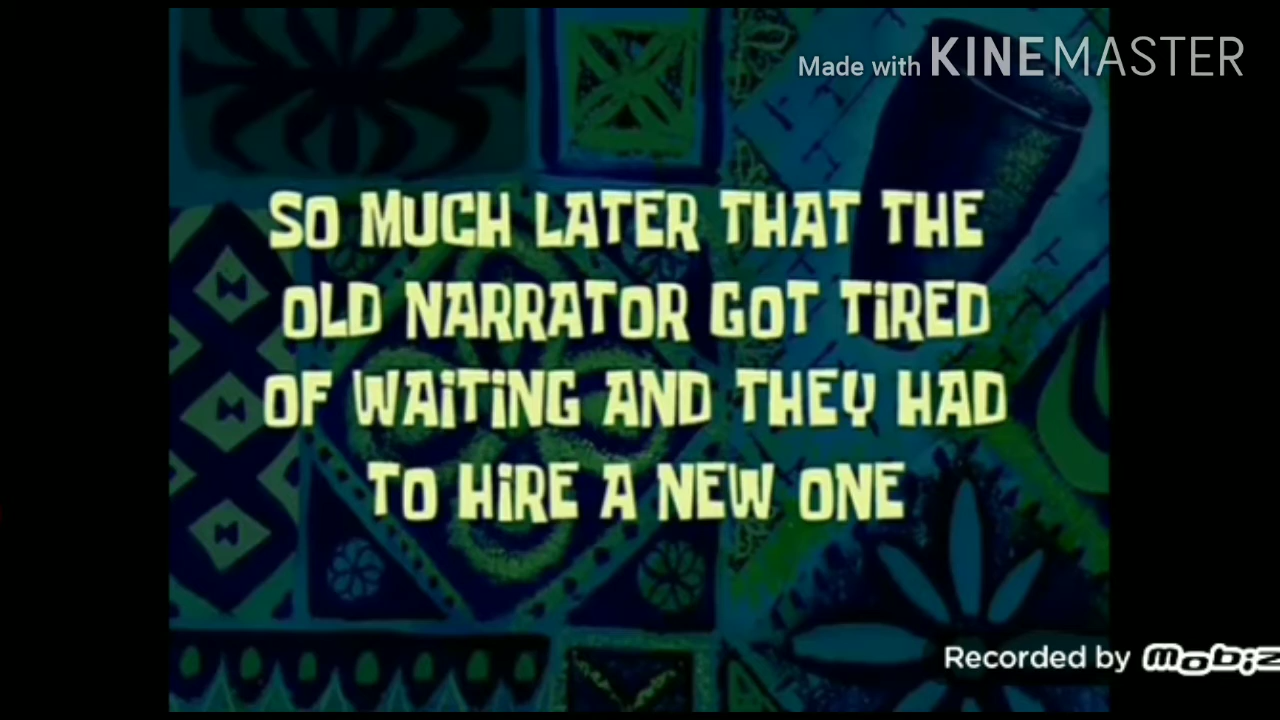 Made with KINEMASTER
SO MUCH LATER THAT THE
OLD NARRATOR GOT TiRED
OF WAiTiNG AND THEY HAD
TO HiRE A NEW ONE
Recorded by